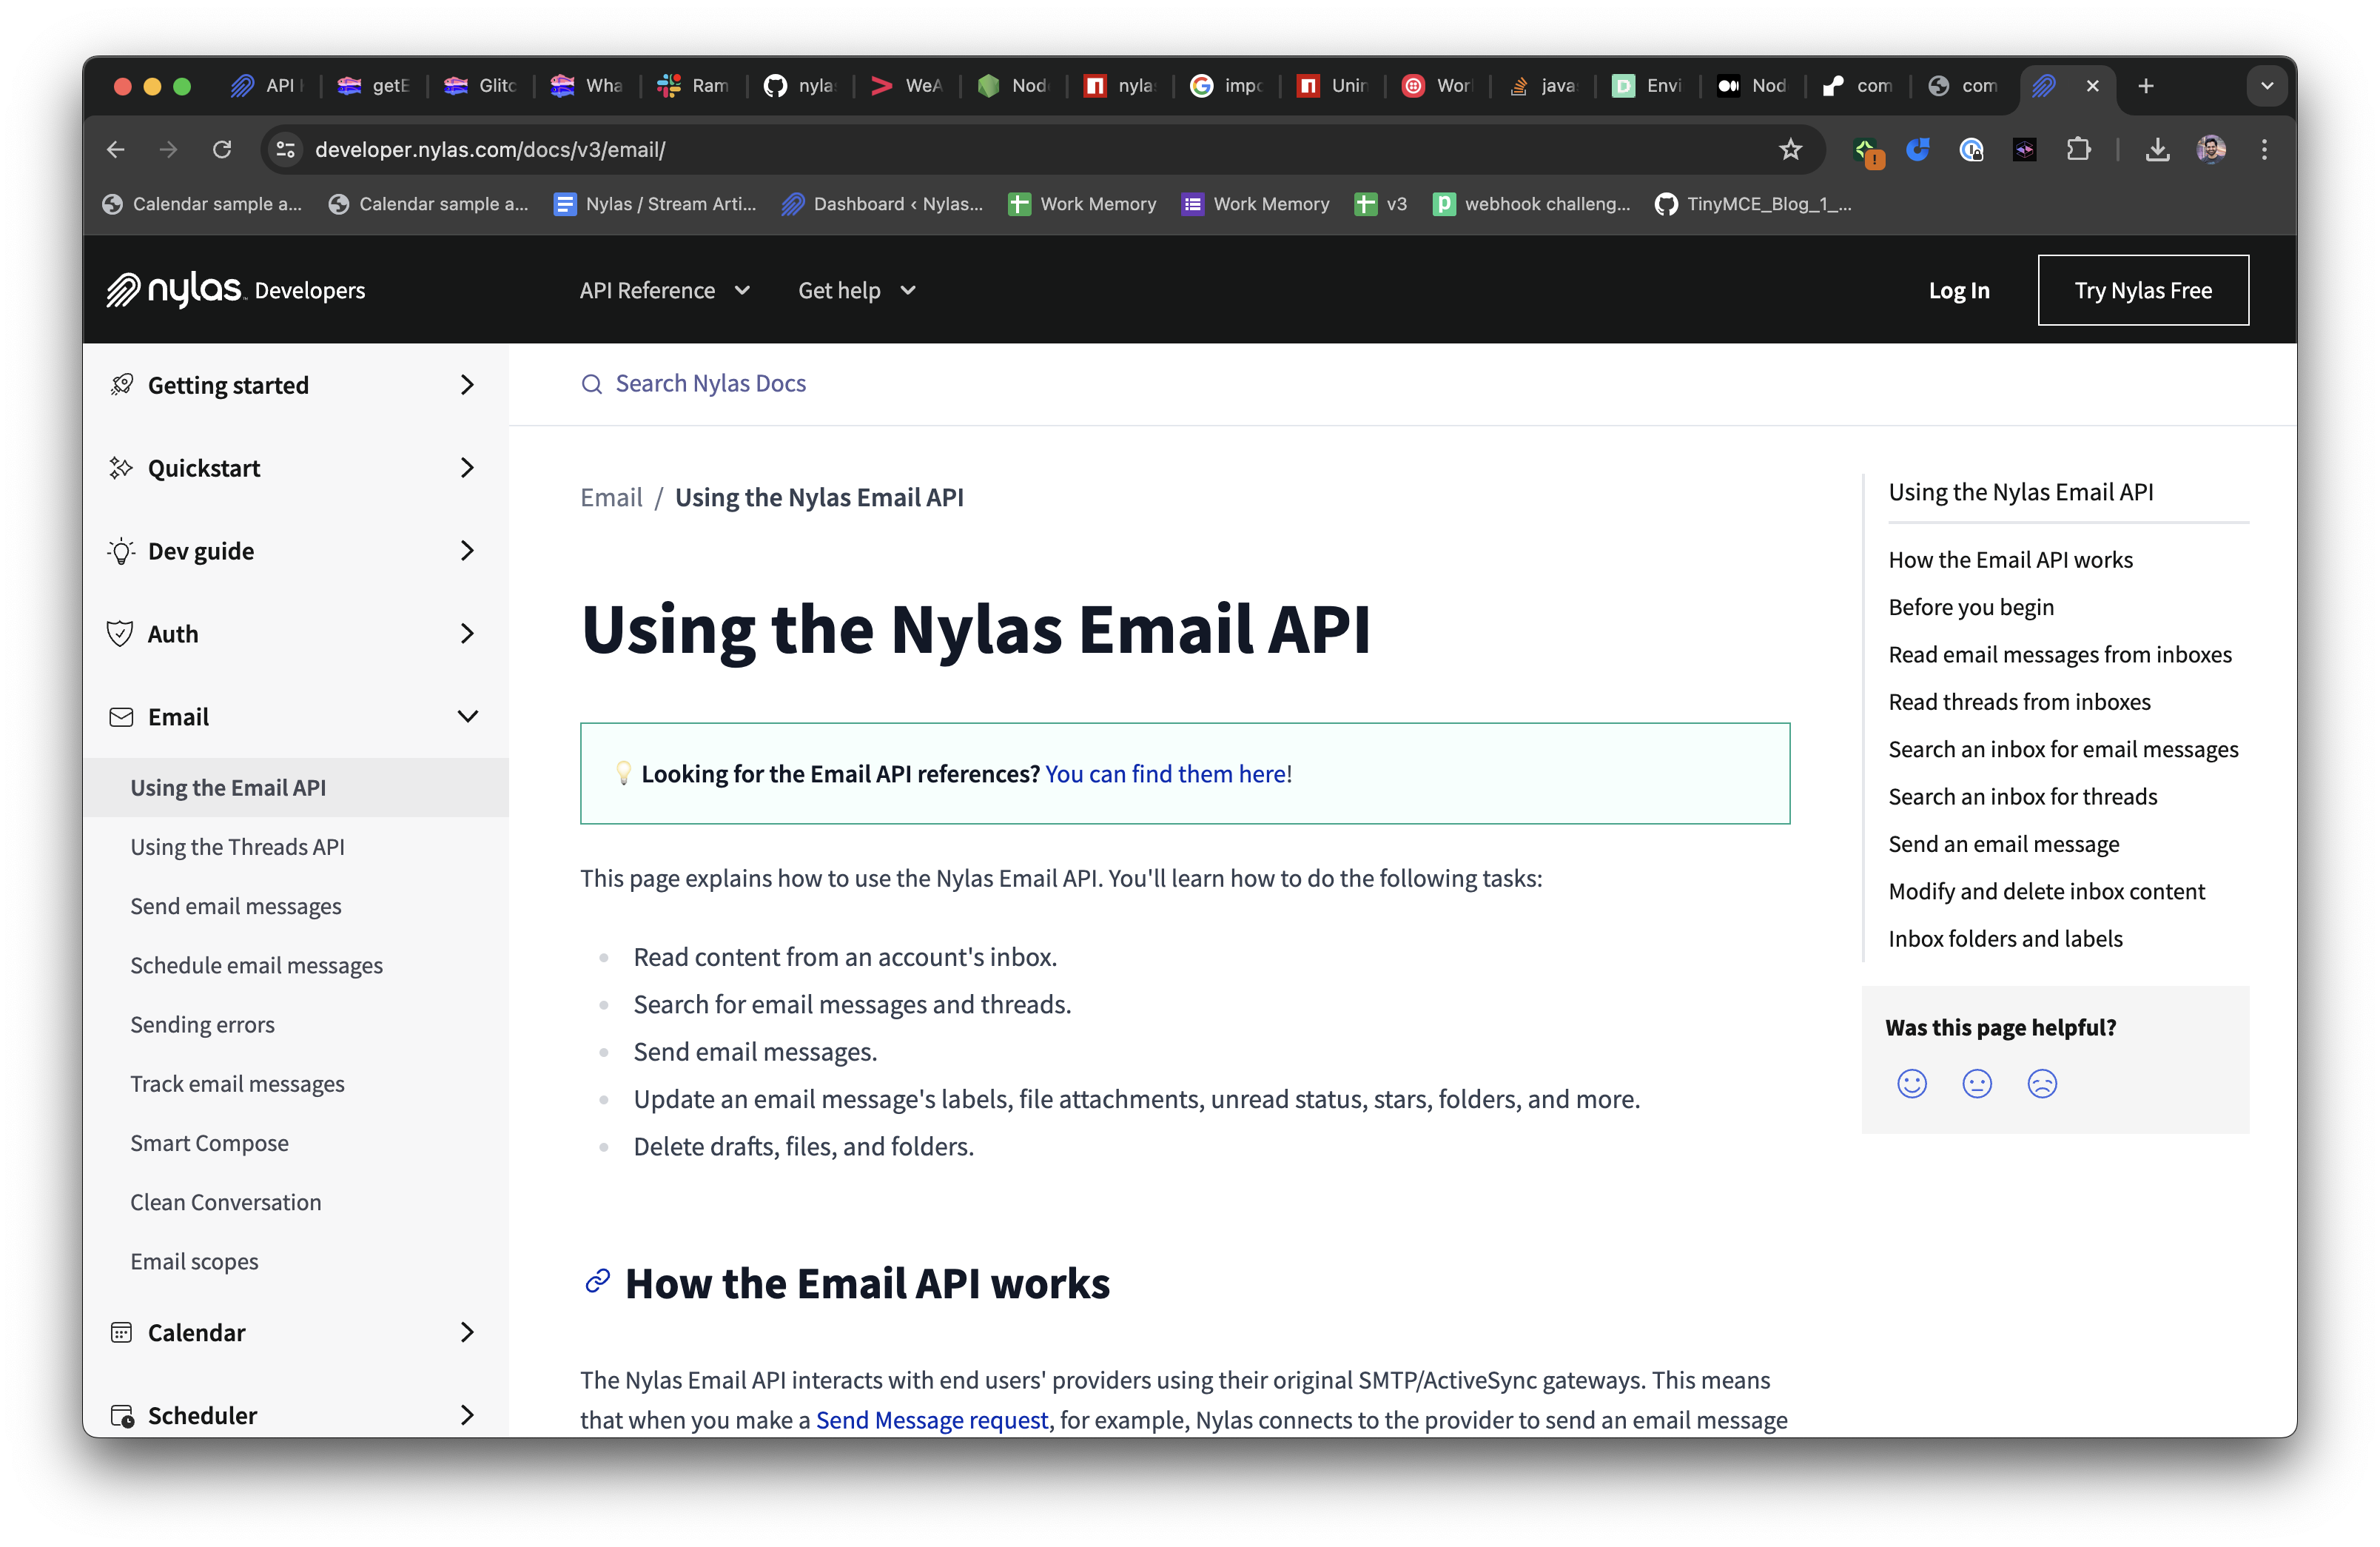 API
getE
Glitc
Wha
Ram
nylas
WeA
Node
nylas
impo
Unin
Worl
java
Envi
Nod
com
com
developer.nylas.com/docs/v3/email/
Calendar sample a...
Calendar sample a...
Nylas / Stream Arti...
Dashboard ‹ Nylas...
Work Memory
Work Memory
v3
webhook challeng...
TinyMCE_Blog_1_...
nylas Developers
API Reference
Get help
Log In
Try Nylas Free
Getting started
Quickstart
Dev guide
Auth
Email
Using the Email API
Using the Threads API
Send email messages
Schedule email messages
Sending errors
Track email messages
Smart Compose
Clean Conversation
Email scopes
Calendar
Scheduler
Search Nylas Docs
Email / Using the Nylas Email API
Using the Nylas Email API
Looking for the Email API references? You can find them here!
This page explains how to use the Nylas Email API. You'll learn how to do the following tasks:
Read content from an account's inbox.
Search for email messages and threads.
Send email messages.
Update an email message's labels, file attachments, unread status, stars, folders, and more.
Delete drafts, files, and folders.
How the Email API works
The Nylas Email API interacts with end users' providers using their original SMTP/ActiveSync gateways. This means
that when you make a Send Message request, for example, Nylas connects to the provider to send an email message
Using the Nylas Email API
How the Email API works
Before you begin
Read email messages from inboxes
Read threads from inboxes
Search an inbox for email messages
Search an inbox for threads
Send an email message
Modify and delete inbox content
Inbox folders and labels
Was this page helpful?